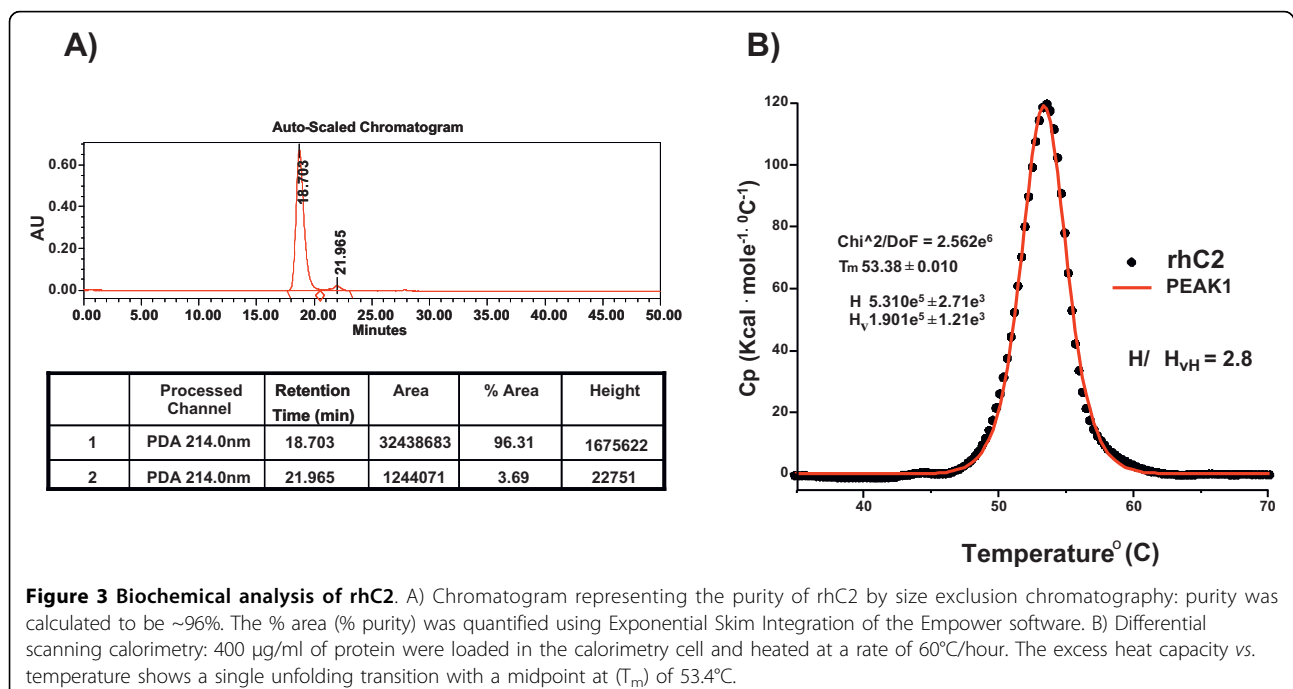 A)
Auto-Scaled Chromatogram
AU
0.60
0.40
0.20
0.00
18.703
21.965
0.00 5.00 10.00 15.00 20.00 25.00 30.00 35.00 40.00 45.00 50.00
Minutes
Processed Channel Retention Time (min) Area % Area Height
1 PDA 214.0nm 18.703 32438683 96.31 1675622
2 PDA 214.0nm 21.965 1244071 3.69 22751
B)
Cp (Kcal · mole-1. 0C-1)
120
100
80
60
40
20
0
Chi^2/DoF = 2.562e6
Tm 53.38 ± 0.010
H 5.310e5 ± 2.71e3
Hv 1.901e5 ± 1.21e3
rhC2
PEAK1
H/ HvH = 2.8
40 50 60 70
Temperature o (C)
Figure 3 Biochemical analysis of rhC2. A) Chromatogram representing the purity of rhC2 by size exclusion chromatography: purity was
calculated to be ~96%. The % area (% purity) was quantified using Exponential Skim Integration of the Empower software. B) Differential
scanning calorimetry: 400 μg/ml of protein were loaded in the calorimetry cell and heated at a rate of 60°C/hour. The excess heat capacity vs.
temperature shows a single unfolding transition with a midpoint at (Tm) of 53.4°C.